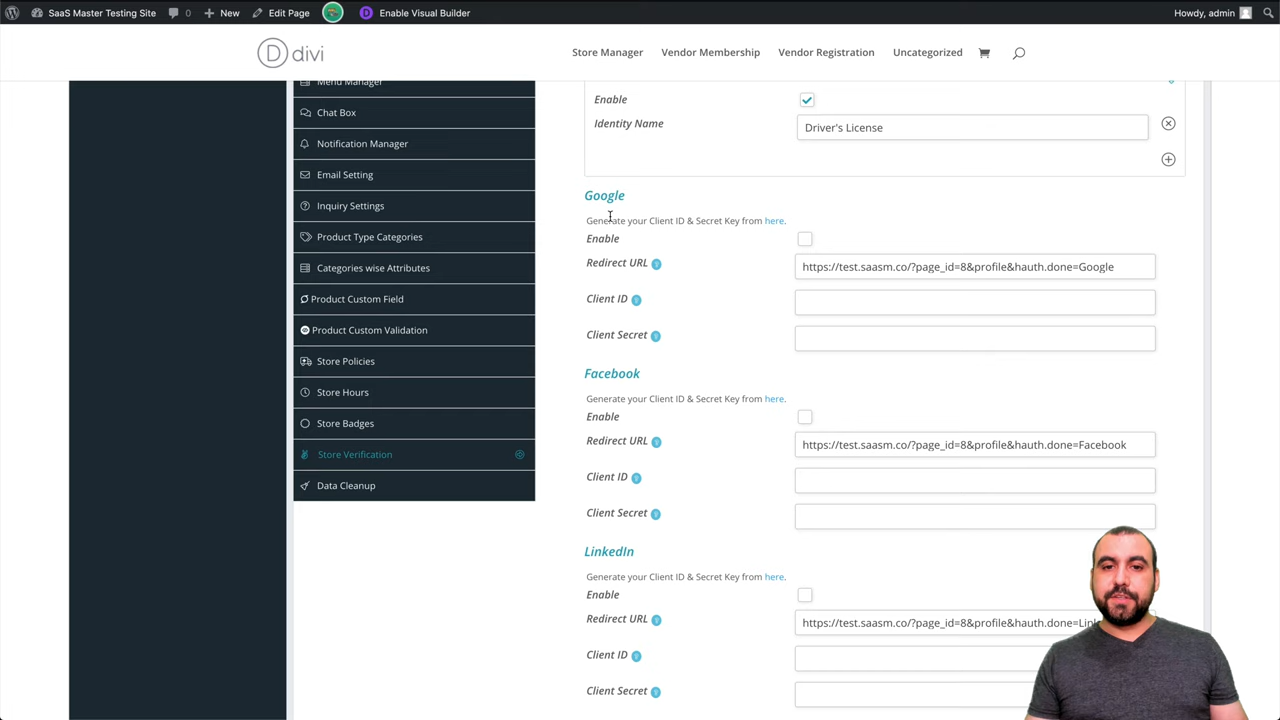 SaaS Master Testing Site 0 New Edit Page Enable Visual Builder Howdy, admin
divi Store Manager Vendor Membership Vendor Registration Uncategorized
Menu Manager
Chat Box
Notification Manager
Email Setting
Inquiry Settings
Product Type Categories
Categories wise Attributes
Product Custom Field
Product Custom Validation
Store Policies
Store Hours
Store Badges
Store Verification
Data Cleanup
Enable
Identity Name Driver's License
Google
Generate your Client ID & Secret Key from here.
Enable
Redirect URL https://test.saasm.co/?page_id=8&profile&hauth.done=Google
Client ID
Client Secret
Facebook
Generate your Client ID & Secret Key from here.
Enable
Redirect URL https://test.saasm.co/?page_id=8&profile&hauth.done=Facebook
Client ID
Client Secret
LinkedIn
Generate your Client ID & Secret Key from here.
Enable
Redirect URL https://test.saasm.co/?page_id=8&profile&hauth.done=Lin
Client ID
Client Secret